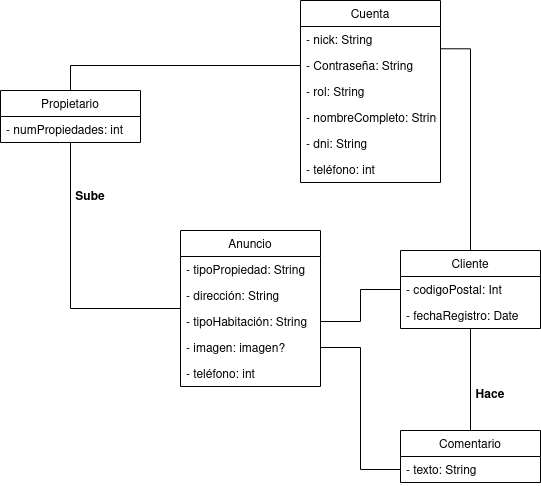 Cuenta
- nick: String
- Contraseña: String
- rol: String
- nombreCompleto: Strin
- dni: String
- teléfono: int
Propietario
- numPropiedades: int
Sube
Anuncio
- tipoPropiedad: String
- dirección: String
- tipoHabitación: String
- imagen: imagen?
- teléfono: int
Cliente
- codigoPostal: Int
- fechaRegistro: Date
Hace
Comentario
- texto: String